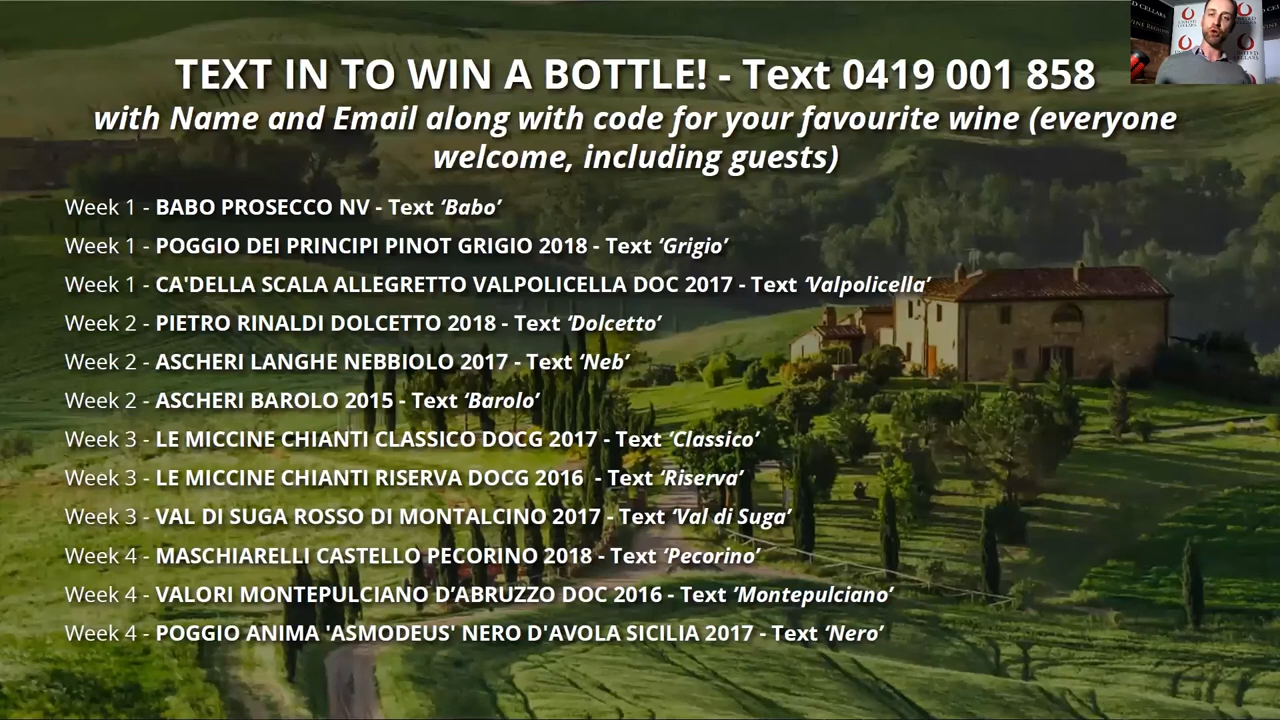 TEXT IN TO WIN A BOTTLE! - Text 0419 001 858
with Name and Email along with code for your favourite wine (everyone
welcome, including guests)
Week 1 - BABO PROSECCO NV - Text ‘Babo’
Week 1 - POGGIO DEI PRINCIPI PINOT GRIGIO 2018 - Text ‘Grigio’
Week 1 - CA'DELLA SCALA ALLEGRETTO VALPOLICELLA DOC 2017 - Text ‘Valpolicella’
Week 2 - PIETRO RINALDI DOLCETTO 2018 - Text ‘Dolcetto’
Week 2 - ASCHERI LANGHE NEBBIOLO 2017 - Text ‘Neb’
Week 2 - ASCHERI BAROLO 2015 - Text ‘Barolo’
Week 3 - LE MICCINE CHIANTI CLASSICO DOCG 2017 - Text ‘Classico’
Week 3 - LE MICCINE CHIANTI RISERVA DOCG 2016 - Text ‘Riserva’
Week 3 - VAL DI SUGA ROSSO DI MONTALCINO 2017 - Text ‘Val di Suga’
Week 4 - MASCHIARELLI CASTELLO PECORINO 2018 - Text ‘Pecorino’
Week 4 - VALORI MONTEPULCIANO D’ABRUZZO DOC 2016 - Text ‘Montepulciano’
Week 4 - POGGIO ANIMA 'ASMODEUS' NERO D'AVOLA SICILIA 2017 - Text ‘Nero’